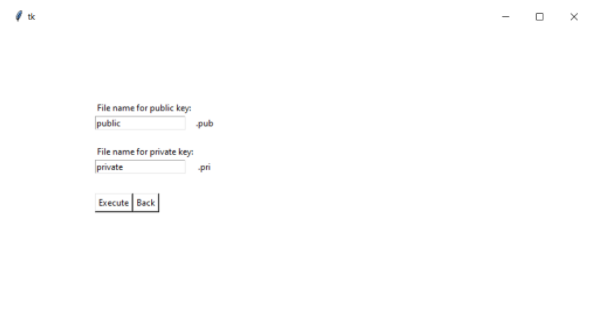 tk
File name for public key:
public .pub
File name for private key:
private .pri
Execute Back